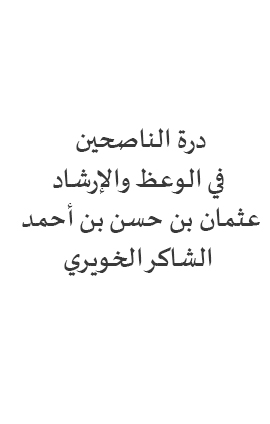 درة الناصحين
في الوعظ والإرشاد
عثمان بن حسن بن أحمد
الشاكر الخويري